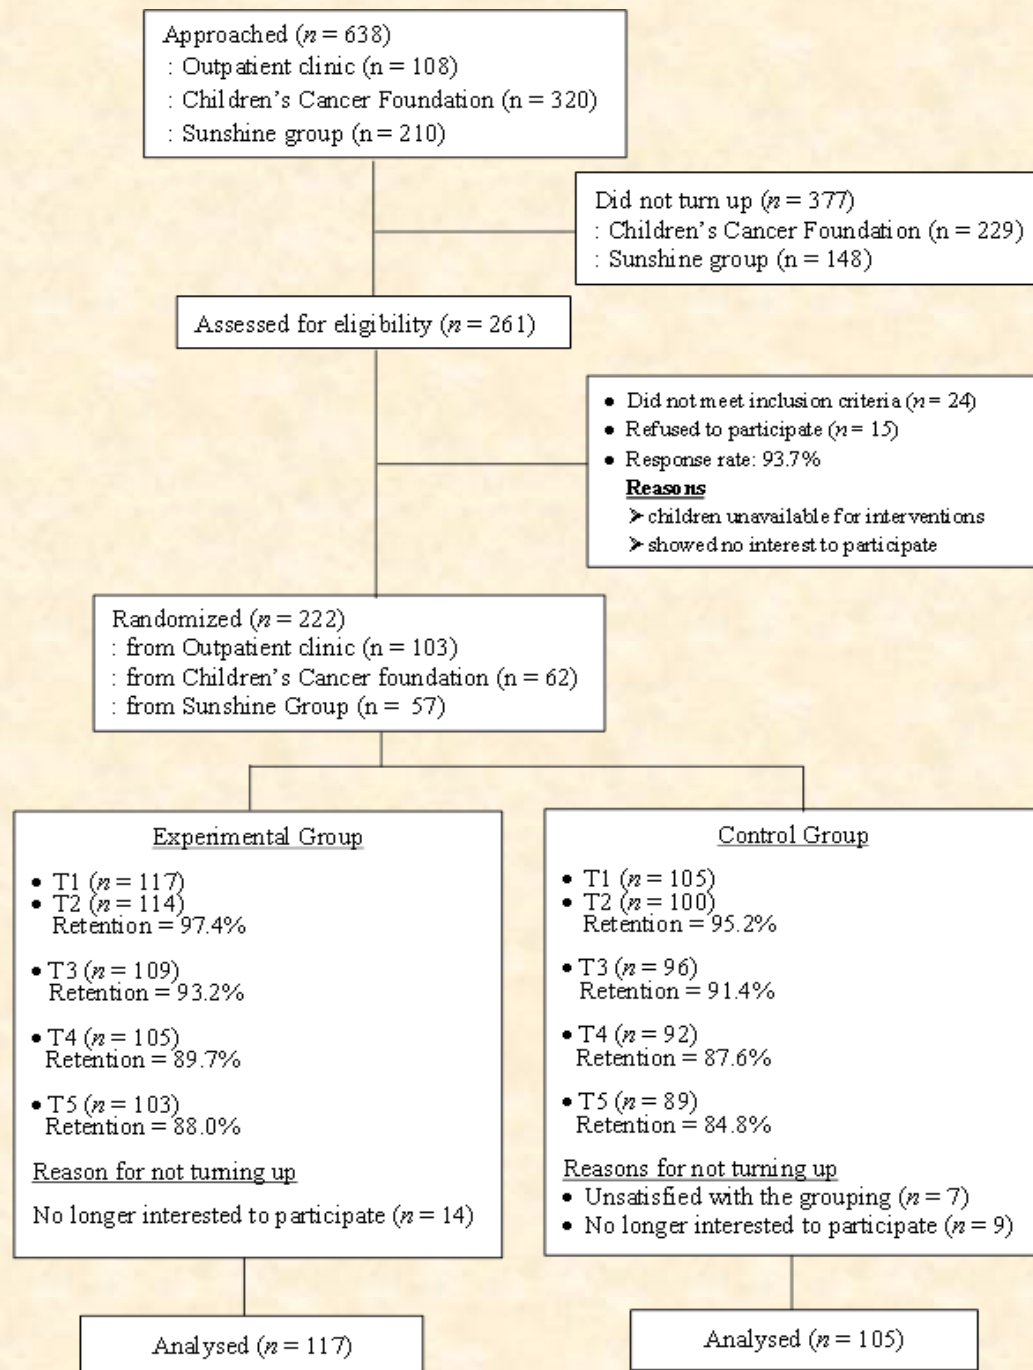 Approached (n = 638)
: Outpatient clinic (n = 108)
: Children's Cancer Foundation (n = 320)
: Sunshine group (n = 210)
Did not turn up (n = 377)
: Children's Cancer Foundation (n = 229)
: Sunshine group (n = 148)
Assessed for eligibility (n = 261)
• Did not meet inclusion criteria (n = 24)
• Refused to participate (n = 15)
• Response rate: 93.7%
Reasons
➢ children unavailable for interventions
➢ showed no interest to participate
Randomized (n = 222)
: from Outpatient clinic (n = 103)
: from Children's Cancer foundation (n = 62)
: from Sunshine Group (n = 57)
Experimental Group
• T1 (n = 117)
• T2 (n = 114)
Retention = 97.4%
• T3 (n = 109)
Retention = 93.2%
• T4 (n = 105)
Retention = 89.7%
• T5 (n = 103)
Retention = 88.0%
Reason for not turning up
No longer interested to participate (n = 14)
Control Group
• T1 (n = 105)
• T2 (n = 100)
Retention = 95.2%
• T3 (n = 96)
Retention = 91.4%
• T4 (n = 92)
Retention = 87.6%
• T5 (n = 89)
Retention = 84.8%
Reasons for not turning up
• Unsatisfied with the grouping (n = 7)
• No longer interested to participate (n = 9)
Analysed (n = 117)
Analysed (n = 105)